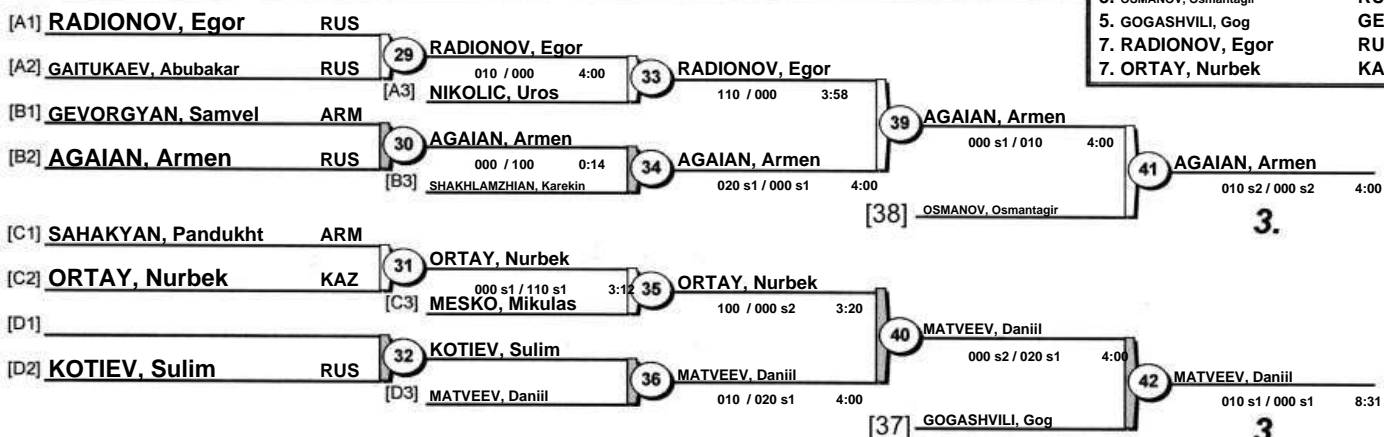 3. OSMANOV, Osmantagir
5. GOGASHVILI, Gog GE
7. RADIONOV, Egor RU
7. ORTAY, Nurbek KA
[A1] RADIONOV, Egor RUS
29 RADIONOV, Egor
[A2] GAITUKAEV, Abubakar RUS
010 / 000 4:00
33 RADIONOV, Egor
[A3] NIKOLIC, Uros
110 / 000 3:58
[B1] GEVORGYAN, Samvel ARM
39 AGAIAN, Armen
30 AGAIAN, Armen
000 s1 / 010 4:00
[B2] AGAIAN, Armen RUS
000 / 100 0:14
34 AGAIAN, Armen
41 AGAIAN, Armen
[B3] SHAKHLAMZHIAN, Karekin
020 s1 / 000 s1 4:00
010 s2 / 000 s2 4:00
[38] OSMANOV, Osmantagir
3.
[C1] SAHAKYAN, Pandukht ARM
31 ORTAY, Nurbek
[C2] ORTAY, Nurbek KAZ
000 s1 / 110 s1 3:12
35 ORTAY, Nurbek
[C3] MESKO, Mikulas
100 / 000 s2 3:20
[D1]
40 MATVEEV, Daniil
32 KOTIEV, Sulim
000 s2 / 020 s1 4:00
[D2] KOTIEV, Sulim RUS
36 MATVEEV, Daniil
42 MATVEEV, Daniil
[D3] MATVEEV, Daniil
010 / 020 s1 4:00
010 s1 / 000 s1 8:31
[37] GOGASHVILI, Gog
3